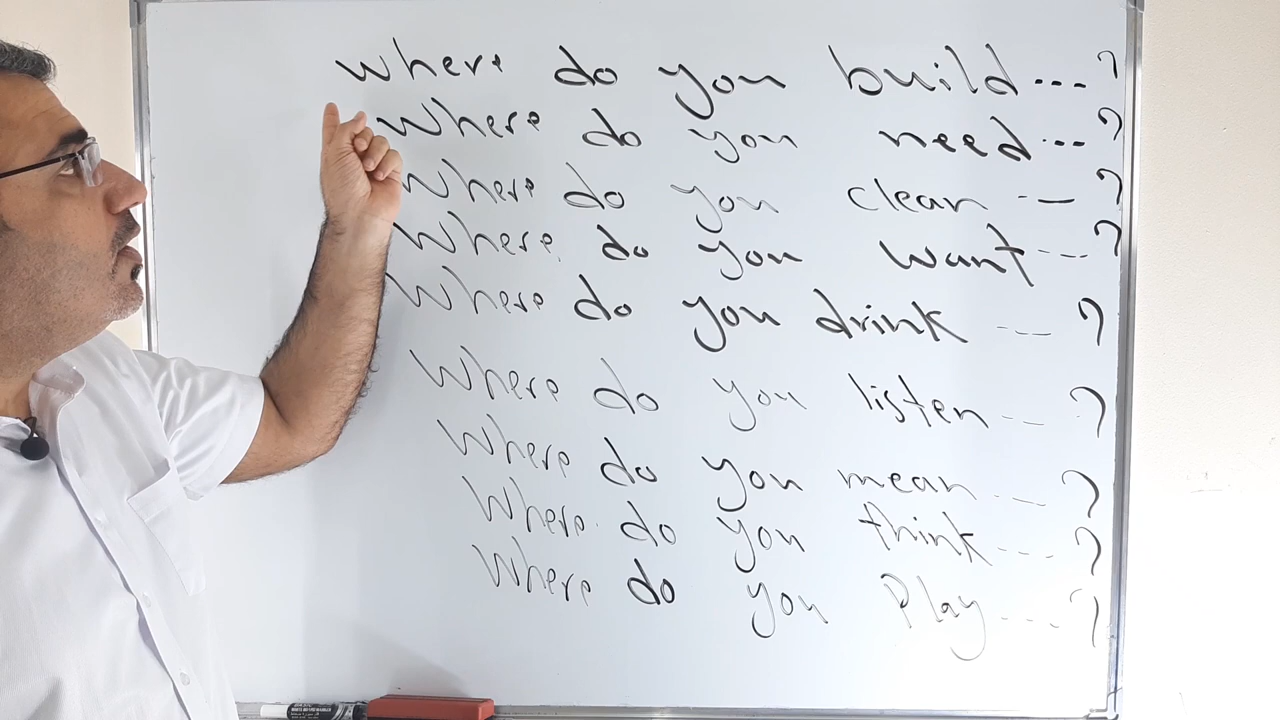 where do you build...?
Where do you need...?
Where do you clean ---?
Where do you want ---?
Where do you drink ---?
Where do you listen ---?
Where do you mean ---?
Where do you think ---?
Where do you Play ---?